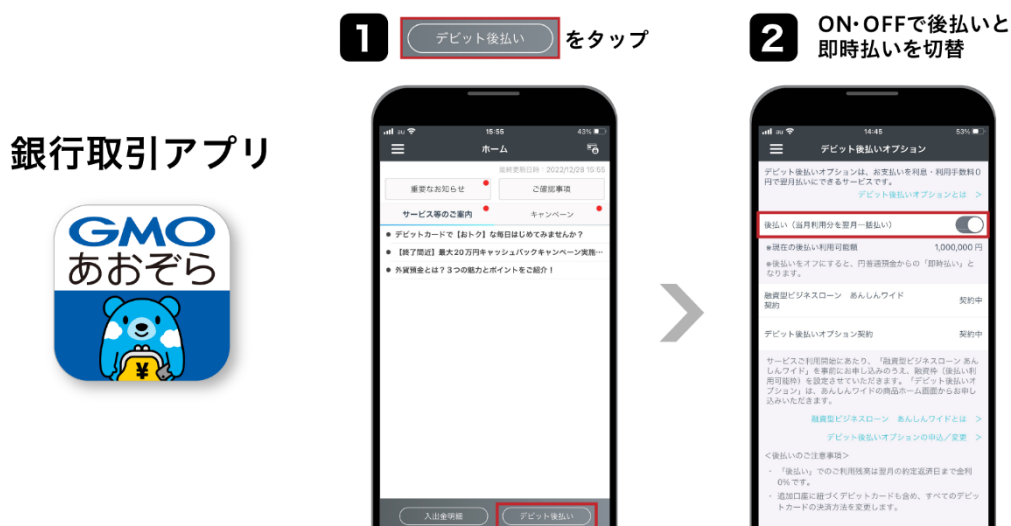 銀行取引アプリ
GMO
あおぞら
¥
1 デビット後払い をタップ
au 15:55 43%
ホーム
最終更新日時:2022/12/28 15:55
重要なお知らせ
ご確認事項
サービス等のご案内
キャンペーン
● デビットカードで【おトク】な毎日はじめてみませんか?
● 【終了間近】最大20万円キャッシュバックキャンペーン実施…
● 外貨預金とは?3つの魅力とポイントをご紹介!
入出金明細
デビット後払い
2 ON･OFFで後払いと
即時払いを切替
au 14:45 53%
デビット後払いオプション
デビット後払いオプションは、お支払いを利息・利用手数料0
円で翌月払いにできるサービスです。
デビット後払いオプションとは >
後払い(当月利用分を翌月一括払い)
※現在の後払い利用可能額 1,000,000 円
※後払いをオフにすると、円普通預金からの「即時払い」と
なります。
融資型ビジネスローン あんしんワイド
契約
契約中
デビット後払いオプション契約 契約中
サービスご利用開始にあたり、「融資型ビジネスローン あん
しんワイド」を事前にお申し込みのうえ、融資枠(後払い利
用可能枠)を設定させていただきます。「デビット後払いオ
プション」は、あんしんワイドの商品ホーム画面からお申し
込みいただきます。
融資型ビジネスローン あんしんワイドとは >
デビット後払いオプションの申込/変更 >
<後払いのご注意事項>
・ 「後払い」でのご利用残高は翌月の約定返済日まで金利
0%です。
・ 追加口座に紐づくデビットカードも含め、すべてのデビッ
トカードの決済方法を変更します。